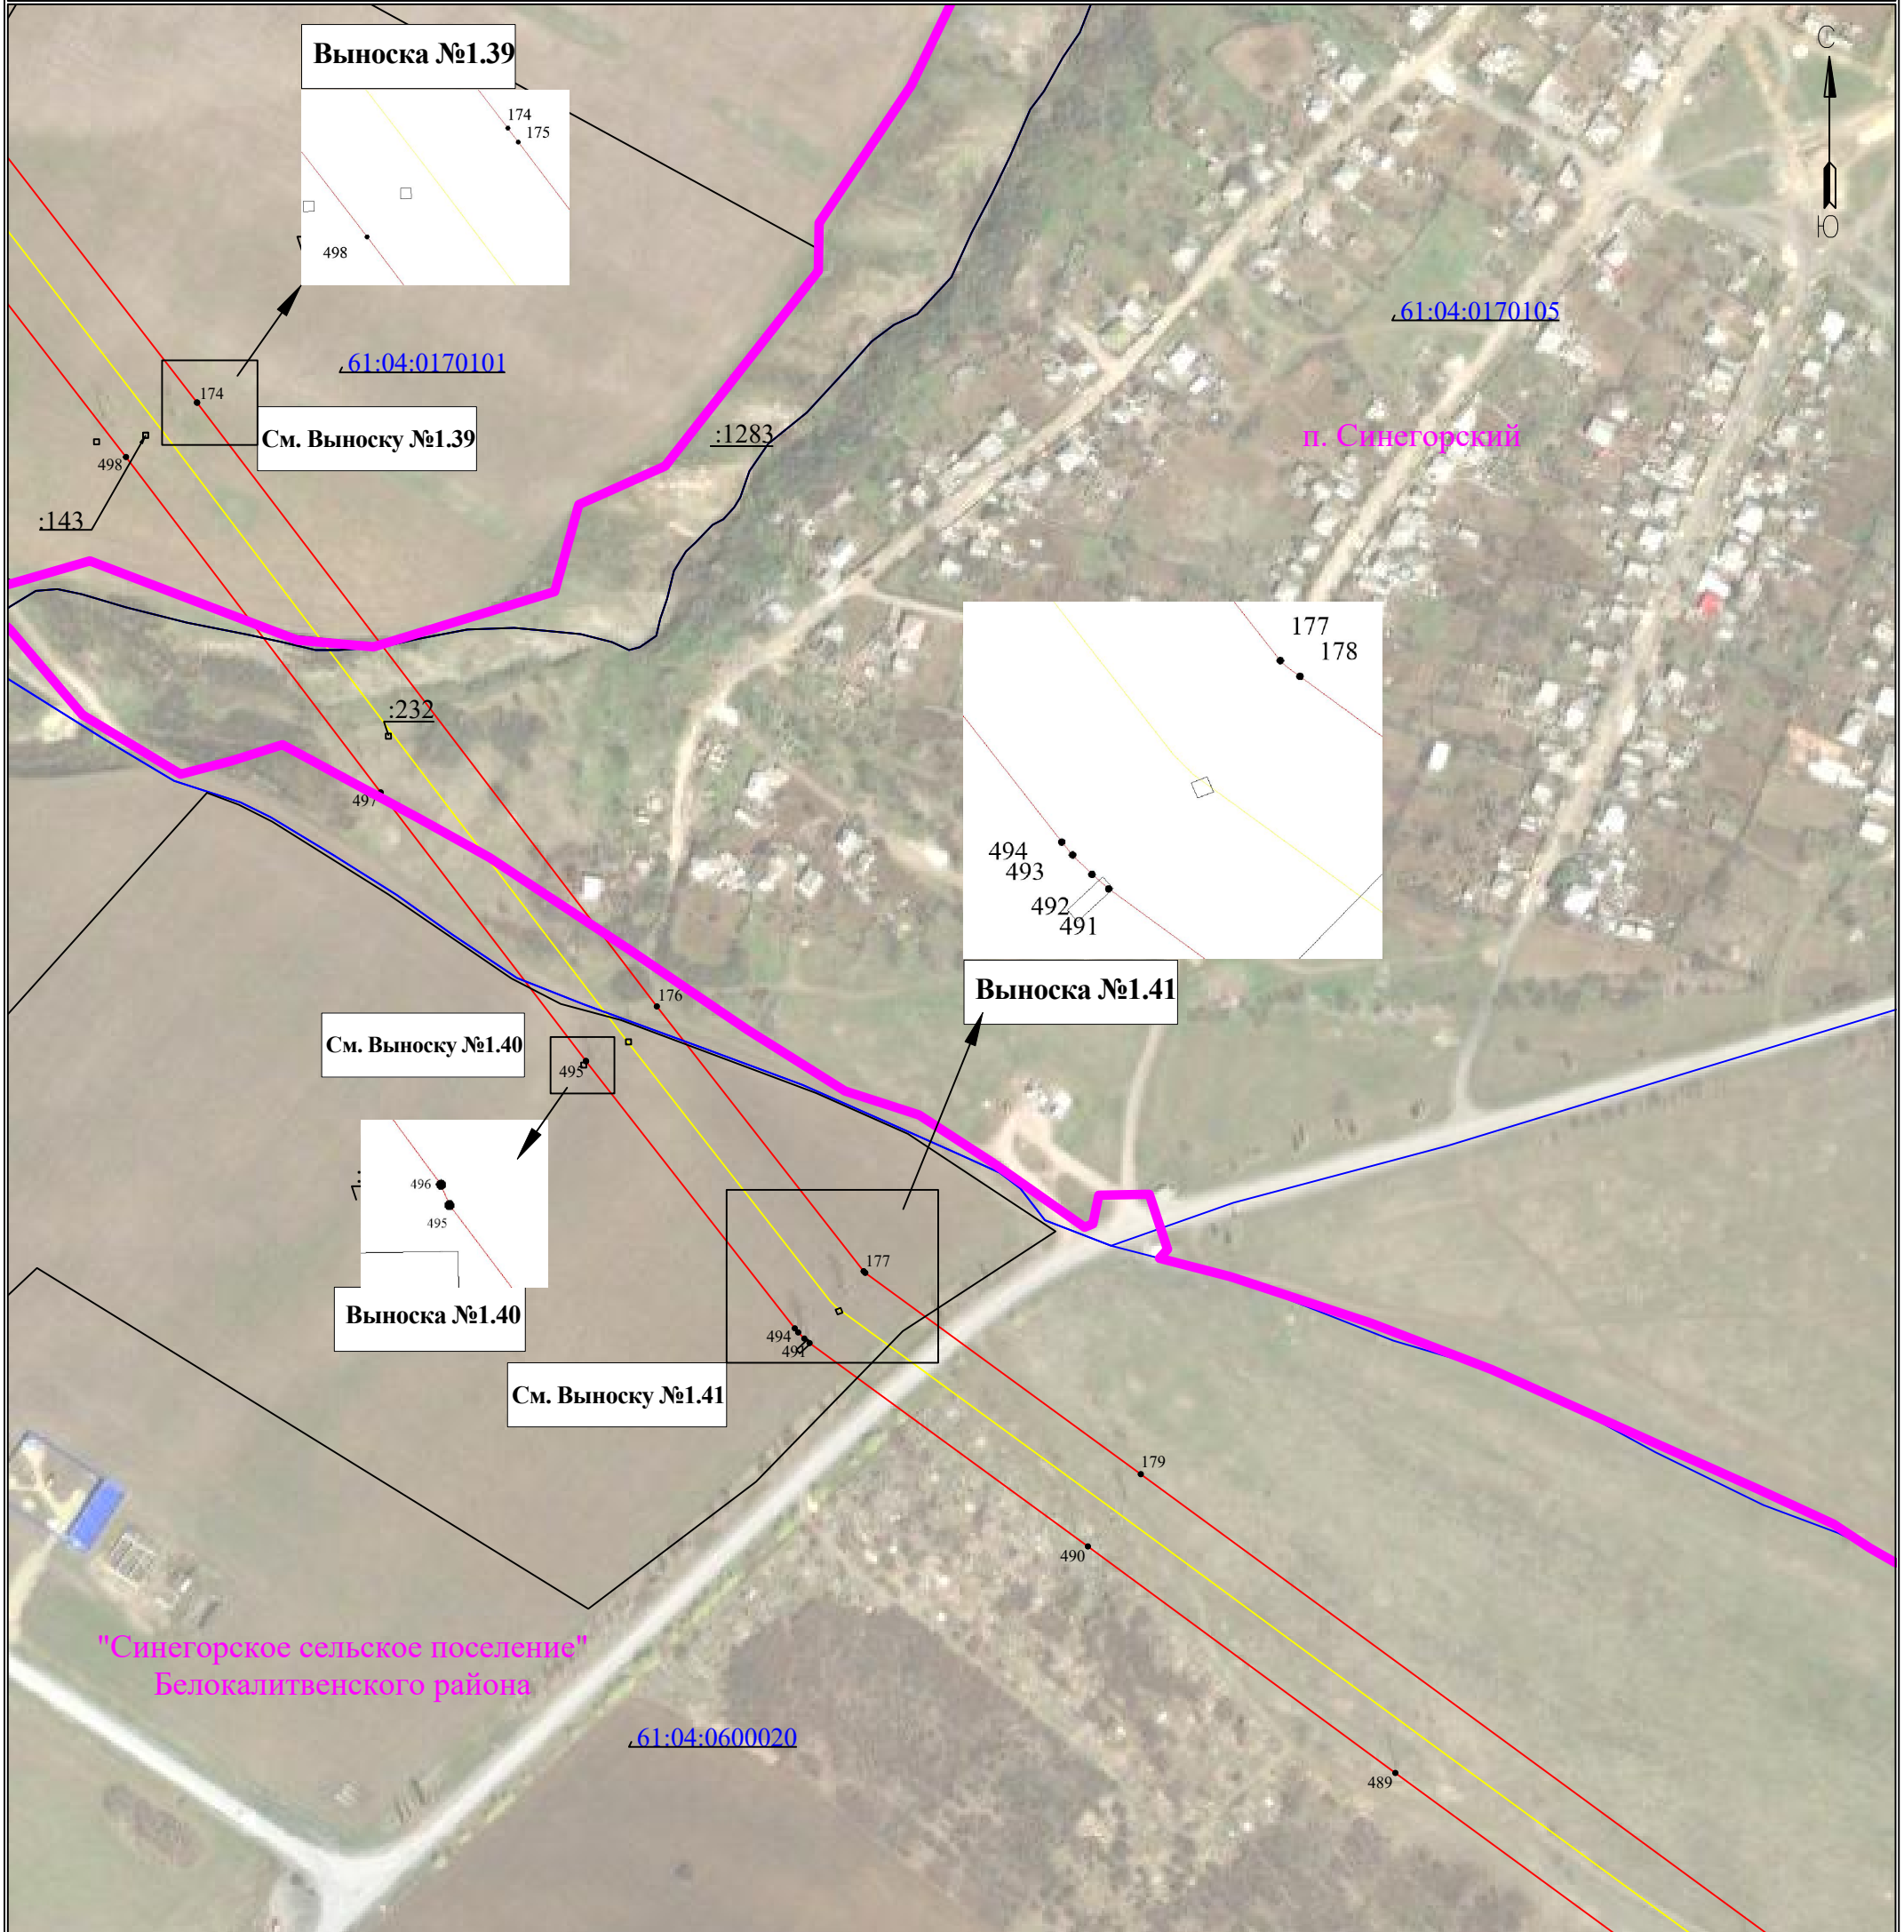 Выноска №1.39
С
174
175
498
Ю
61:04:0170105
61:04:0170101
174
См. Выноску №1.39
:1283
п. Синегорский
498
:143
177
178
:232
497
494
493
492
491
Выноска №1.41
176
См. Выноску №1.40
495
496
495
177
Выноска №1.40
494
491
См. Выноску №1.41
179
490
"Синегорское сельское поселение"
Белокалитвенского района
61:04:0600020
489